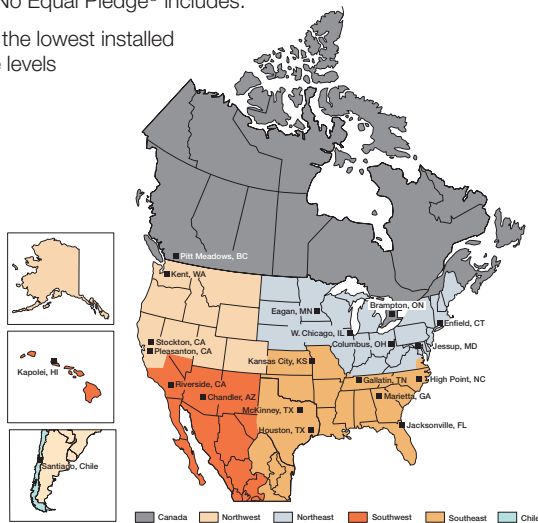 No Equal Pledge® includes:
the lowest installed
levels
Pitt Meadows, BC
Kent, WA
Brampton, ON
Eagan, MN
Enfield, CT
W. Chicago, IL
Stockton, CA
Columbus, OH
Jessup, MD
Pleasanton, CA
Kansas City, KS
Kapolei, HI
Gallatin, TN
High Point, NC
Riverside, CA
Chandler, AZ
Marietta, GA
McKinney, TX
Jacksonville, FL
Houston, TX
Santiago, Chile
Canada
Northwest
Northeast
Southwest
Southeast
Chile